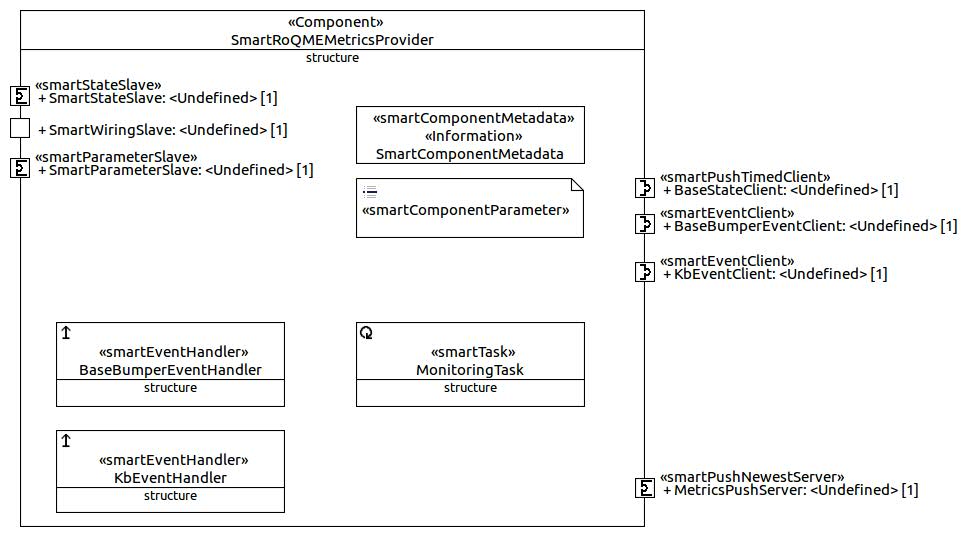 «Component»
SmartRoQMEMetricsProvider
structure
«smartStateSlave»
+ SmartStateSlave: <Undefined> [1]
+ SmartWiringSlave: <Undefined> [1]
«smartParameterSlave»
+ SmartParameterSlave: <Undefined> [1]
«smartComponentMetadata»
«Information»
SmartComponentMetadata
«smartComponentParameter»
«smartPushTimedClient»
+ BaseStateClient: <Undefined> [1]
«smartEventClient»
+ BaseBumperEventClient: <Undefined> [1]
«smartEventClient»
+ KbEventClient: <Undefined> [1]
«smartEventHandler»
BaseBumperEventHandler
structure
«smartTask»
MonitoringTask
structure
«smartEventHandler»
KbEventHandler
structure
«smartPushNewestServer»
+ MetricsPushServer: <Undefined> [1]